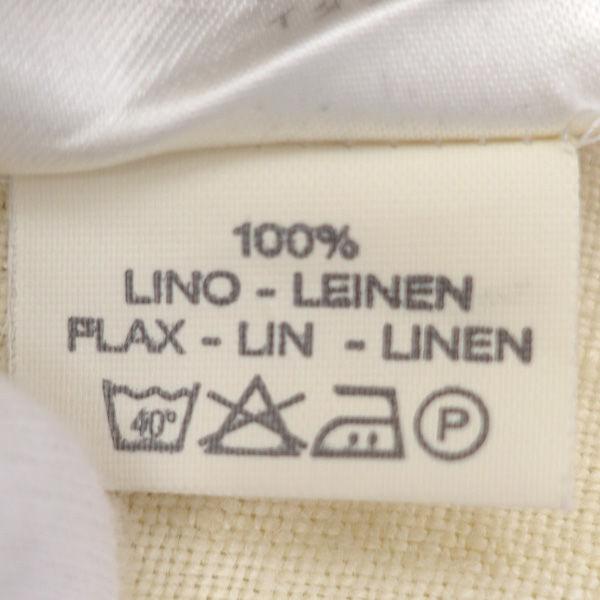 100%
LINO - LEINEN
FLAX - LIN - LINEN
40° P